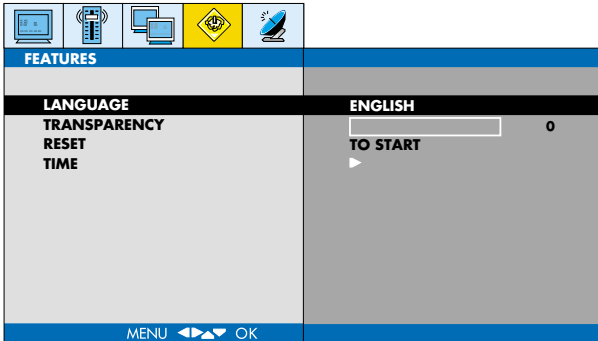 FEATURES
LANGUAGE ENGLISH
TRANSPARENCY 0
RESET TO START
TIME
MENU OK